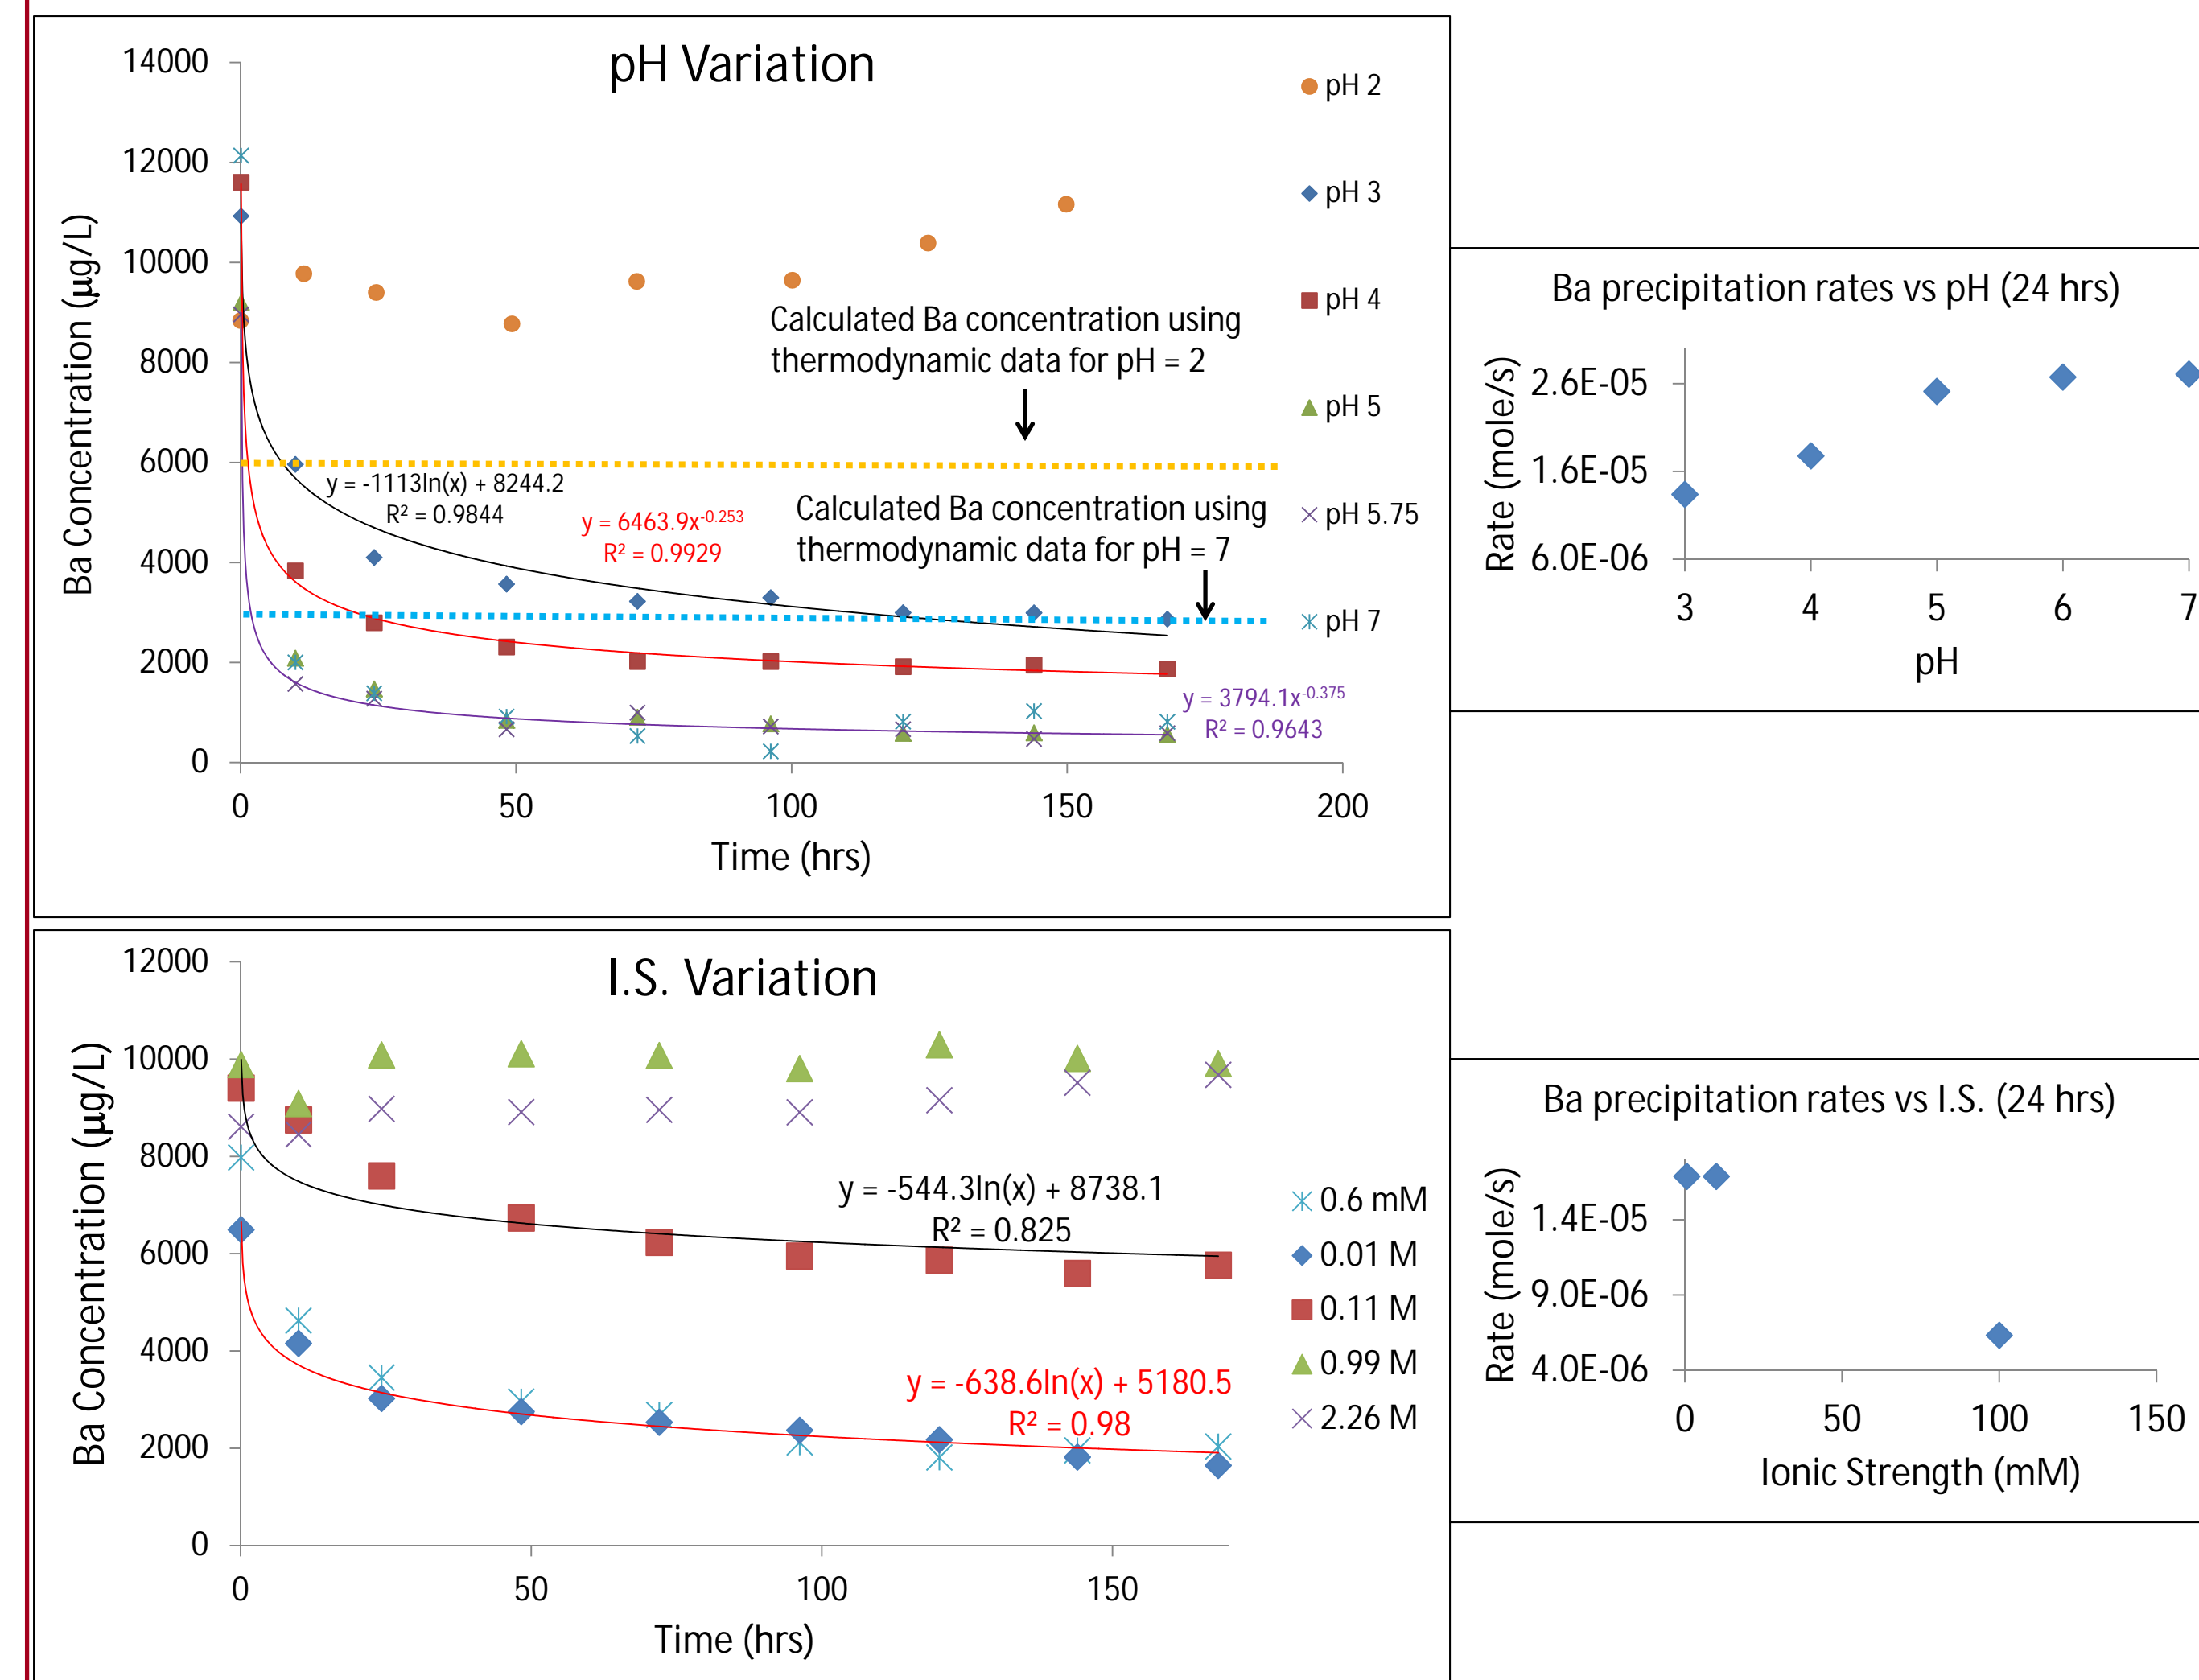 pH Variation
14000
12000
10000
8000
6000
4000
2000
0
Ba Concentration (µg/L)
0 50 100 150 200
Time (hrs)
pH 2
pH 3
pH 4
pH 5
pH 5.75
pH 7
Calculated Ba concentration using
thermodynamic data for pH = 2
y = -1113ln(x) + 8244.2
R² = 0.9844
y = 6463.9x^-0.253
R² = 0.9929
Calculated Ba concentration using
thermodynamic data for pH = 7
y = 3794.1x^-0.375
R² = 0.9643
Ba precipitation rates vs pH (24 hrs)
Rate (mole/s)
2.6E-05
1.6E-05
6.0E-06
3 4 5 6 7
pH
I.S. Variation
12000
10000
8000
6000
4000
2000
0
Ba Concentration (µg/L)
0 50 100 150
Time (hrs)
y = -544.3ln(x) + 8738.1
R² = 0.825
y = -638.6ln(x) + 5180.5
R² = 0.98
0.6 mM
0.01 M
0.11 M
0.99 M
2.26 M
Ba precipitation rates vs I.S. (24 hrs)
Rate (mole/s)
1.4E-05
9.0E-06
4.0E-06
0 50 100 150
Ionic Strength (mM)